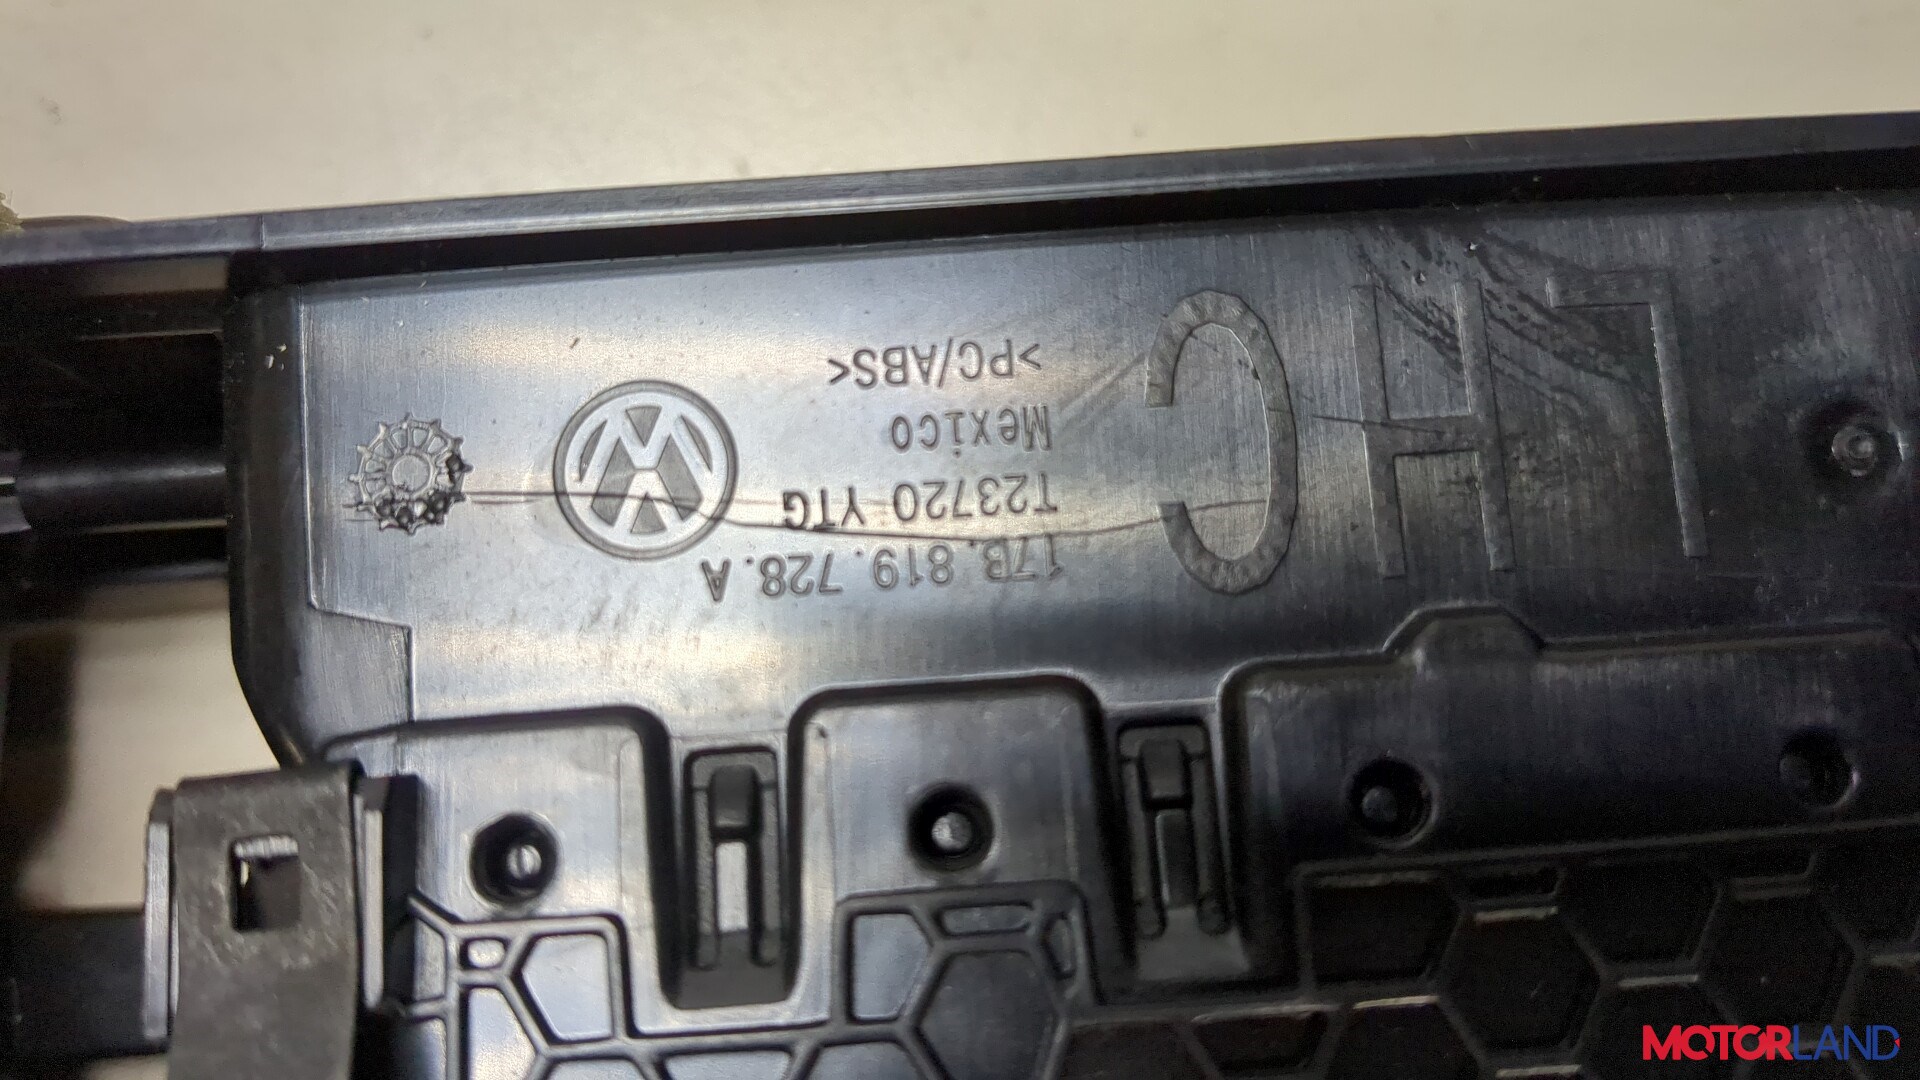 17B. 819. 728. A
T23720 YTG
Mexico
>PC/ABS<
LHC
MOTORLAND